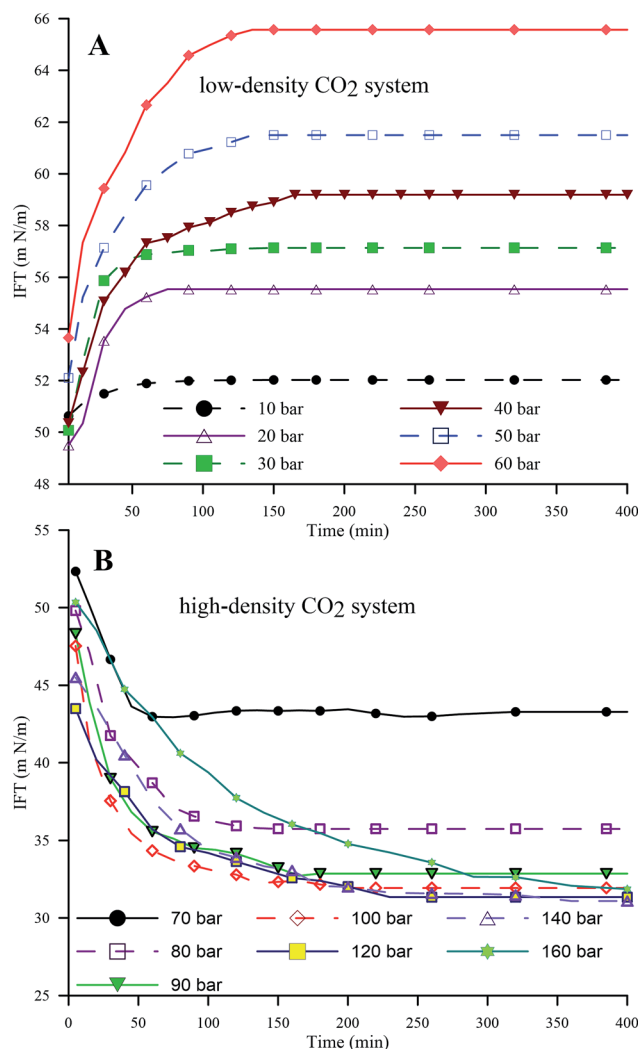 66
A
64
low-density CO2 system
62
60
58
IFT (m N/m)
56
54
52
10 bar
40 bar
50
20 bar
50 bar
30 bar
60 bar
48
50 100 150 200 250 300 350 400
Time (min)
55
B
50
high-density CO2 system
45
IFT (m N/m)
40
35
30
70 bar
100 bar
140 bar
80 bar
120 bar
160 bar
90 bar
25
0 50 100 150 200 250 300 350 400
Time (min)